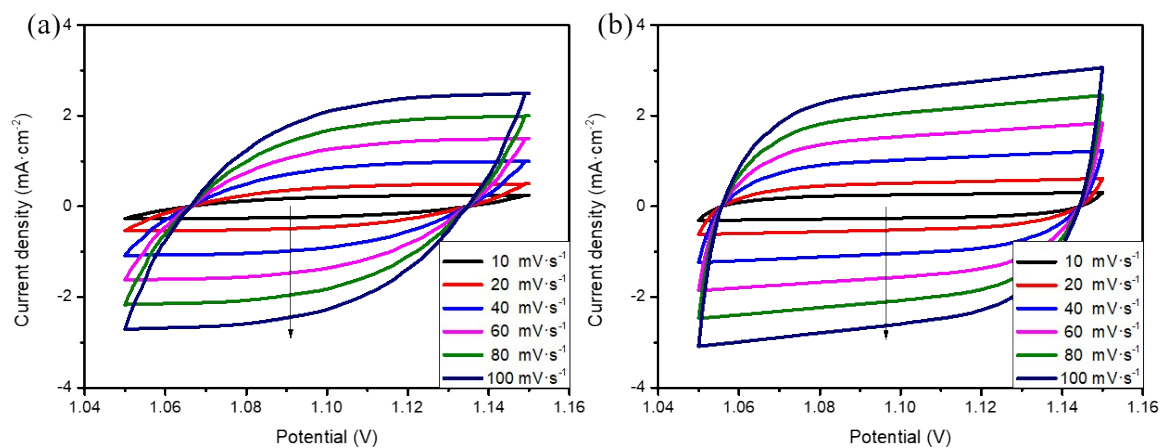 (a)
Current density (mA·cm⁻²)
4
2
0
-2
-4
10 mV·s⁻¹
20 mV·s⁻¹
40 mV·s⁻¹
60 mV·s⁻¹
80 mV·s⁻¹
100 mV·s⁻¹
1.04 1.06 1.08 1.10 1.12 1.14 1.16
Potential (V)
(b)
Current density (mA·cm⁻²)
4
2
0
-2
-4
10 mV·s⁻¹
20 mV·s⁻¹
40 mV·s⁻¹
60 mV·s⁻¹
80 mV·s⁻¹
100 mV·s⁻¹
1.04 1.06 1.08 1.10 1.12 1.14 1.16
Potential (V)